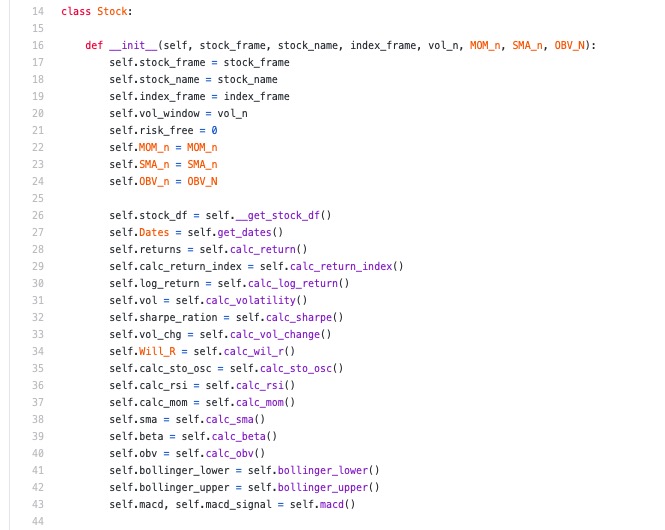 14 class Stock:
15
16     def __init__(self, stock_frame, stock_name, index_frame, vol_n, MOM_n, SMA_n, OBV_N):
17         self.stock_frame = stock_frame
18         self.stock_name = stock_name
19         self.index_frame = index_frame
20         self.vol_window = vol_n
21         self.risk_free = 0
22         self.MOM_n = MOM_n
23         self.SMA_n = SMA_n
24         self.OBV_n = OBV_N
25
26         self.stock_df = self.__get_stock_df()
27         self.Dates = self.get_dates()
28         self.returns = self.calc_return()
29         self.calc_return_index = self.calc_return_index()
30         self.log_return = self.calc_log_return()
31         self.vol = self.calc_volatility()
32         self.sharpe_ration = self.calc_sharpe()
33         self.vol_chg = self.calc_vol_change()
34         self.Will_R = self.calc_wil_r()
35         self.calc_sto_osc = self.calc_sto_osc()
36         self.calc_rsi = self.calc_rsi()
37         self.calc_mom = self.calc_mom()
38         self.sma = self.calc_sma()
39         self.beta = self.calc_beta()
40         self.obv = self.calc_obv()
41         self.bollinger_lower = self.bollinger_lower()
42         self.bollinger_upper = self.bollinger_upper()
43         self.macd, self.macd_signal = self.macd()
44